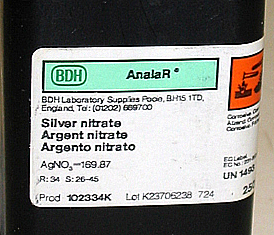 BDH AnalaR®
BDH Laboratory Supplies Poole, BH15 1TD,
England, Tel: (01202) 669700
Silver nitrate
Argent nitrate
Argento nitrato
AgNO₃=169.87
R: 34 S: 26-45
UN 1493
Prod 102334K Lot K23706238 724